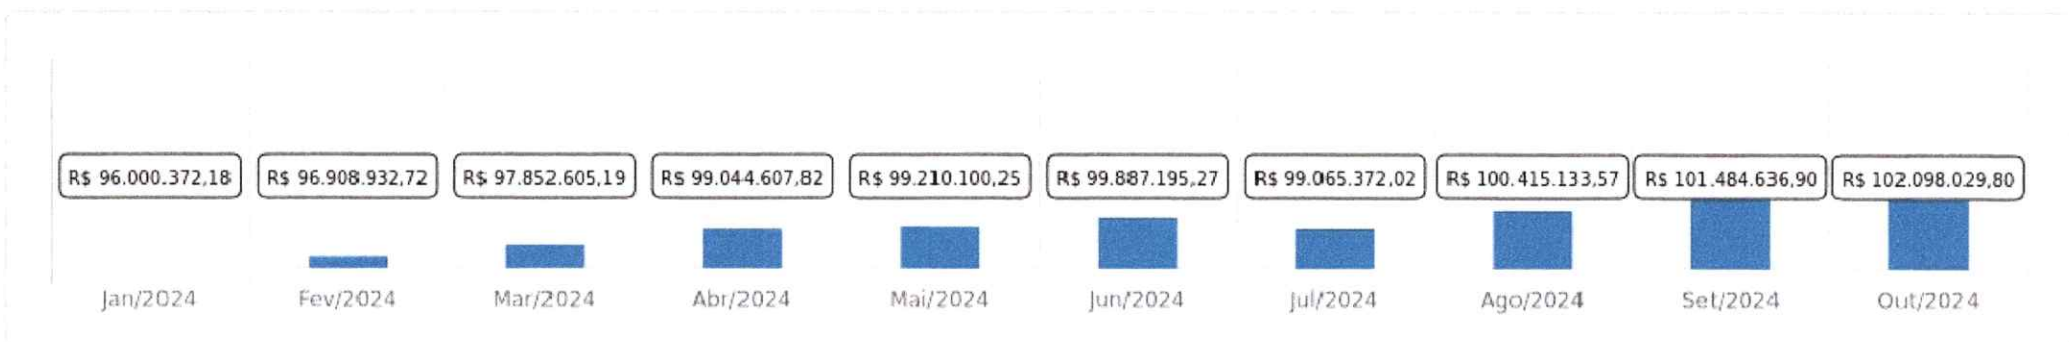 R$ 96.000.372,18 R$ 96.908.932,72 R$ 97.852.605,19 R$ 99.044.607,82 R$ 99.210.100,25 R$ 99.887.195,27 R$ 99.065.372,02 R$ 100.415.133,57 R$ 101.484.636,90 R$ 102.098.029,80
Jan/2024 Fev/2024 Mar/2024 Abr/2024 Mai/2024 Jun/2024 Jul/2024 Ago/2024 Set/2024 Out/2024